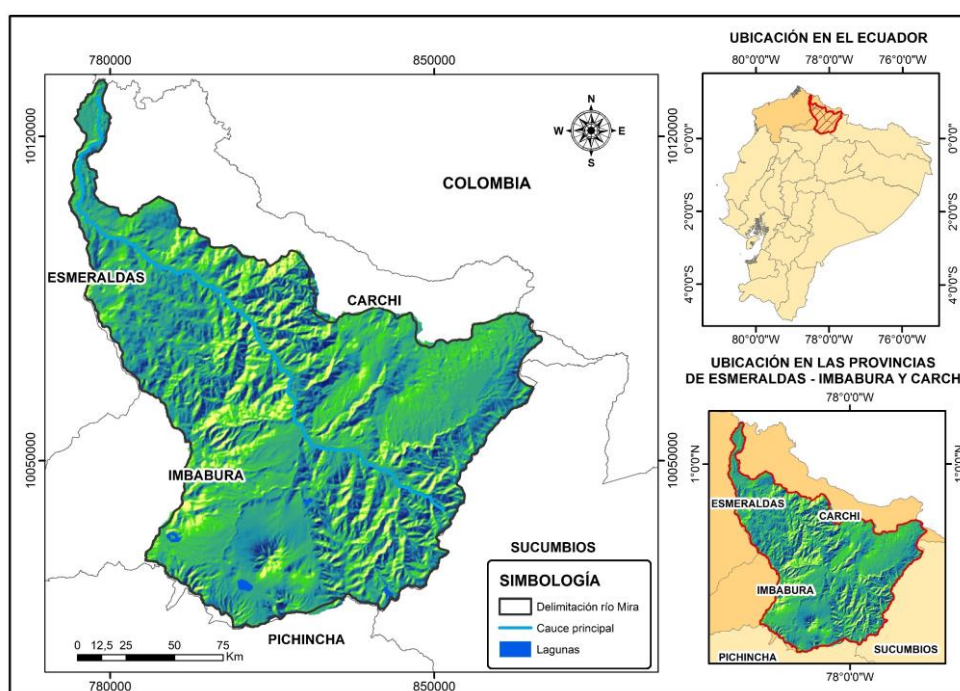 780000
850000
10120000
10120000
10050000
10050000
780000
850000
N
W
E
S
COLOMBIA
ESMERALDAS
CARCHI
IMBABURA
SUCUMBIOS
PICHINCHA
0 12,5 25 50 75
Km
SIMBOLOGÍA
Delimitación río Mira
Cauce principal
Lagunas
UBICACIÓN EN EL ECUADOR
80°0'0"W
78°0'0"W
76°0'0"W
0°0'0"
0°0'0"
2°0'0"S
2°0'0"S
4°0'0"S
4°0'0"S
80°0'0"W
78°0'0"W
76°0'0"W
UBICACIÓN EN LAS PROVINCIAS
DE ESMERALDAS - IMBABURA Y CARCH
78°0'0"W
1°0'0"N
1°0'0"N
ESMERALDAS
CARCHI
IMBABURA
PICHINCHA
SUCUMBIOS
78°0'0"W